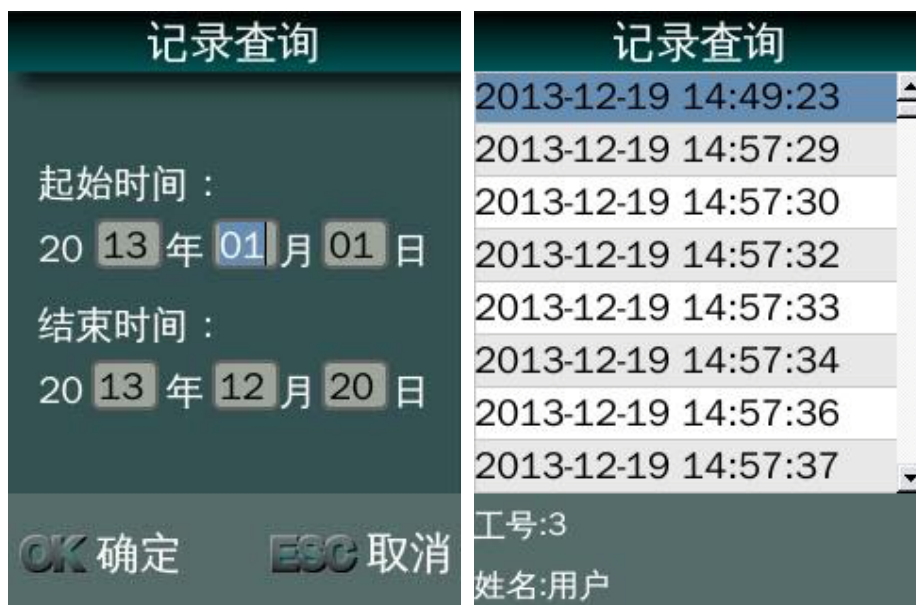 记录查询
起始时间：
20 13 年 01 月 01 日
结束时间：
20 13 年 12 月 20 日
OK 确定 ESC 取消
记录查询
2013-12-19 14:49:23
2013-12-19 14:57:29
2013-12-19 14:57:30
2013-12-19 14:57:32
2013-12-19 14:57:33
2013-12-19 14:57:34
2013-12-19 14:57:36
2013-12-19 14:57:37
工号:3
姓名:用户